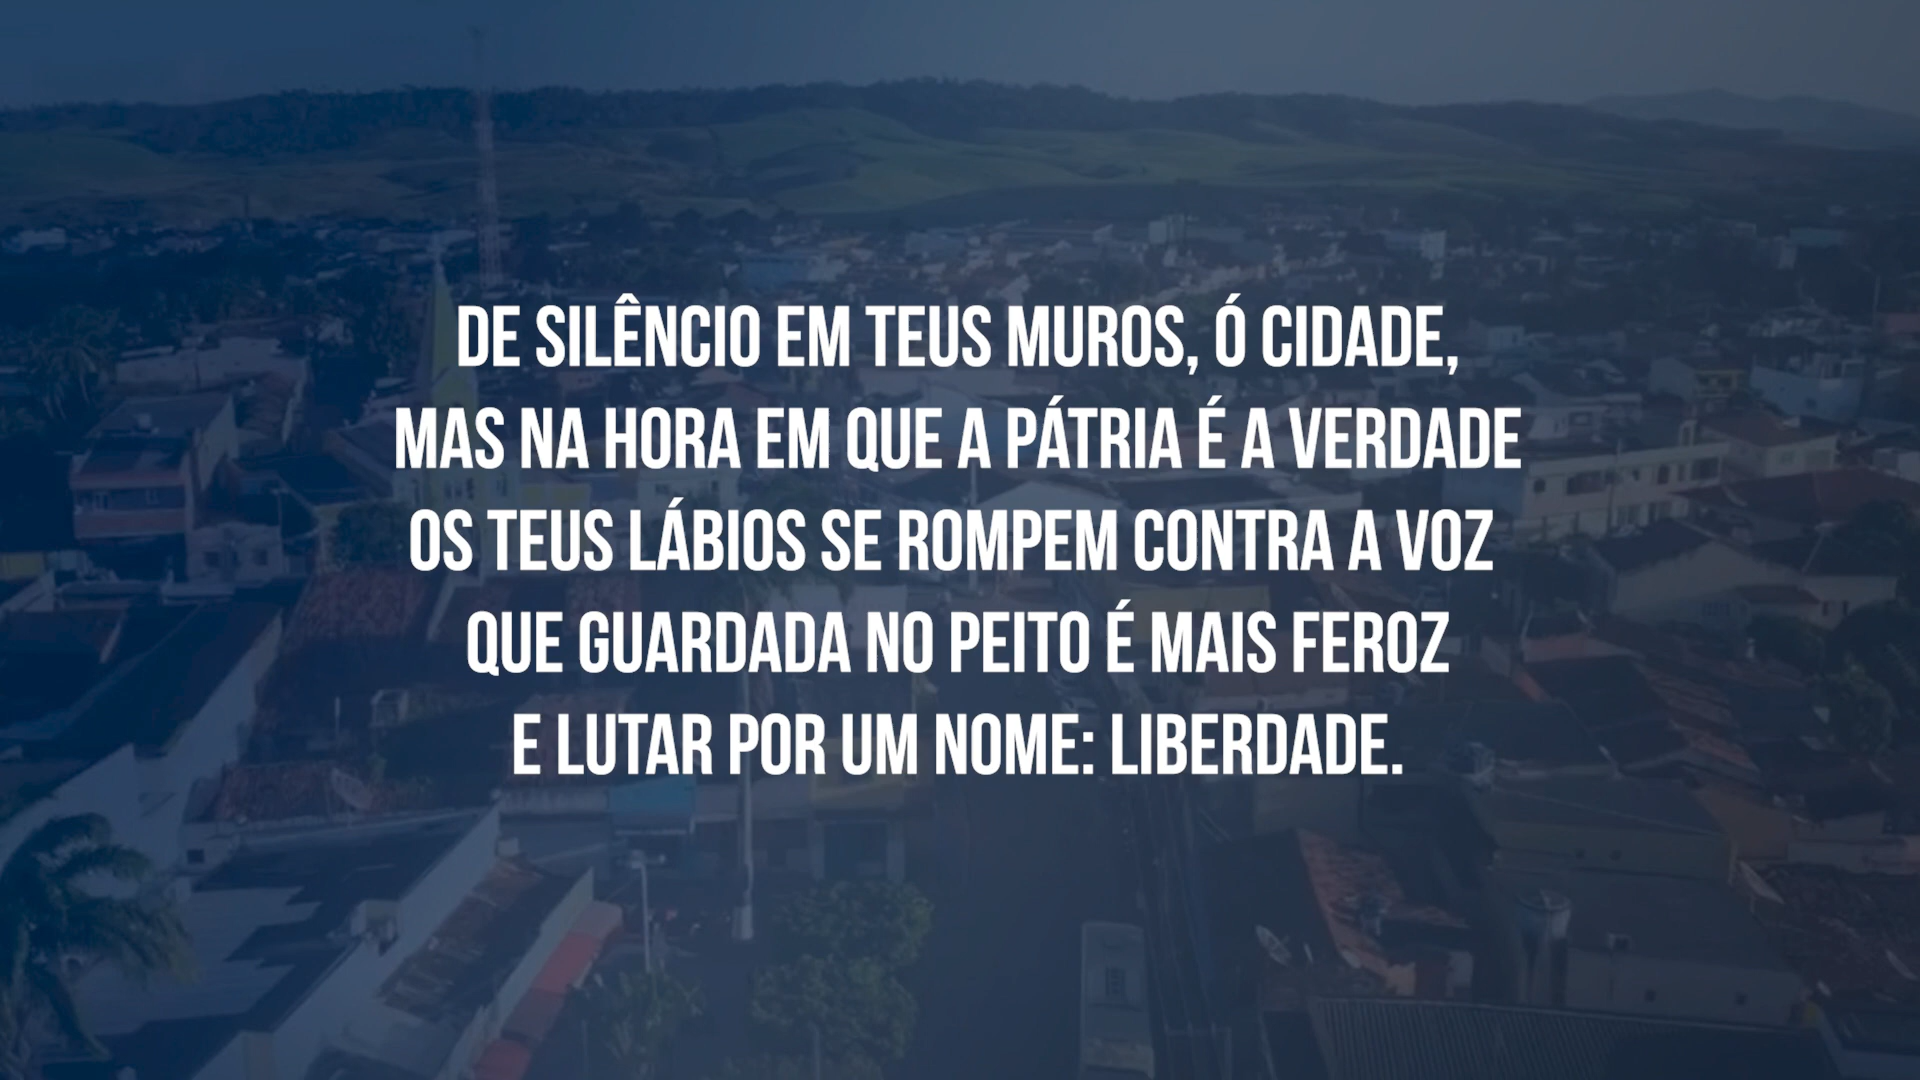 DE SILÊNCIO EM TEUS MUROS, Ó CIDADE,
MAS NA HORA EM QUE A PÁTRIA É A VERDADE
OS TEUS LÁBIOS SE ROMPEM CONTRA A VOZ
QUE GUARDADA NO PEITO É MAIS FEROZ
E LUTAR POR UM NOME: LIBERDADE.